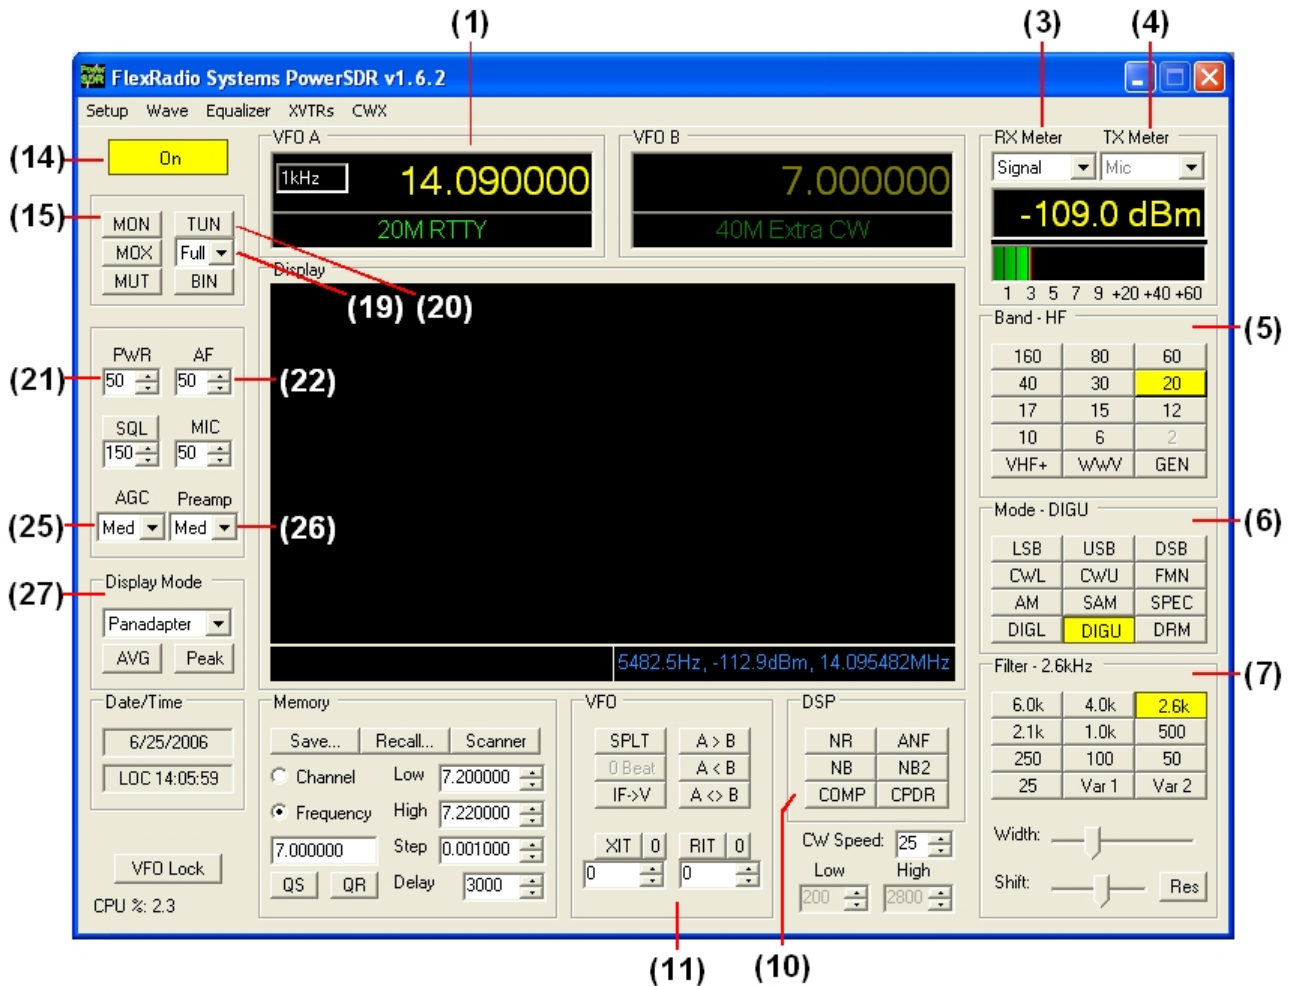 (1)
(3)
(4)
FlexRadio Systems PowerSDR v1.6.2
Setup Wave Equalizer XVTRs CWX
(14)
On
VFO A
1kHz
14.090000
20M RTTY
VFO B
7.000000
40M Extra CW
RX Meter
TX Meter
Signal
Mic
-109.0 dBm
1 3 5 7 9 +20 +40 +60
(15)
MON TUN
MOX Full
MUT BIN
(19) (20)
Display
(5)
Band - HF
160 80 60
40 30 20
17 15 12
10 6 2
VHF+ WWV GEN
(21)
PWR AF
50 50
(22)
SQL MIC
150 50
AGC Preamp
(25)
Med Med
(26)
(6)
Mode - DIGU
LSB USB DSB
CWL CWU FMN
AM SAM SPEC
DIGL DIGU DRM
(27)
Display Mode
Panadapter
AVG Peak
5482.5Hz, -112.9dBm, 14.095482MHz
(7)
Filter - 2.6kHz
6.0k 4.0k 2.6k
2.1k 1.0k 500
250 100 50
25 Var 1 Var 2
Width:
Shift:
Res
Date/Time
6/25/2006
LOC 14:05:59
VFO Lock
CPU %: 2.3
Memory
Save... Recall... Scanner
Channel Low 7.200000
Frequency High 7.220000
7.000000 Step 0.001000
QS QR Delay 3000
VFO
SPLT A > B
0 Beat A < B
IF->V A <> B
XIT 0 RIT 0
0 0
(11)
DSP
NR ANF
NB NB2
COMP CPDR
(10)
CW Speed: 25
Low High
200 2800